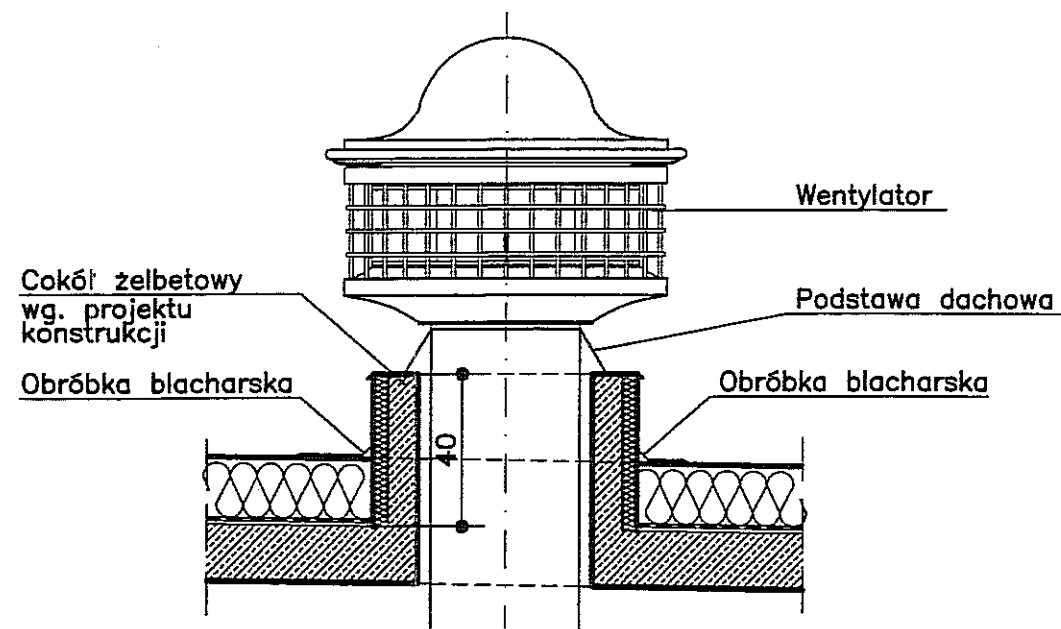 Wentylator
Cokół żelbetowy
wg. projektu
konstrukcji
Podstawa dachowa
Obróbka blacharska
Obróbka blacharska
40